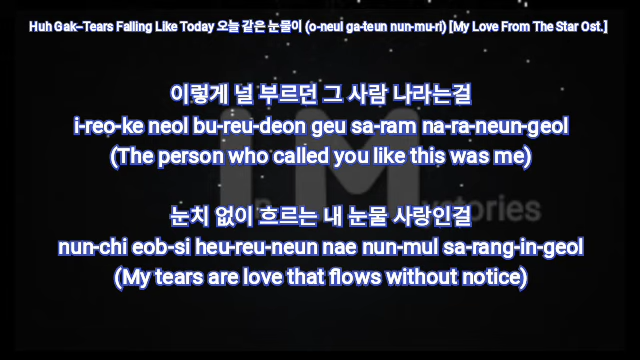 Huh Gak–Tears Falling Like Today 오늘 같은 눈물이 (o-neul ga-teun nun-mu-ri) [My Love From The Star Ost.]
이렇게 널 부르던 그 사람 나라는걸
i-reo-ke neol bu-reu-deon geu sa-ram na-ra-neun-geol
(The person who called you like this was me)
눈치 없이 흐르는 내 눈물 사랑인걸
nun-chi eob-si heu-reu-neun nae nun-mul sa-rang-in-geol
(My tears are love that flows without notice)
I M